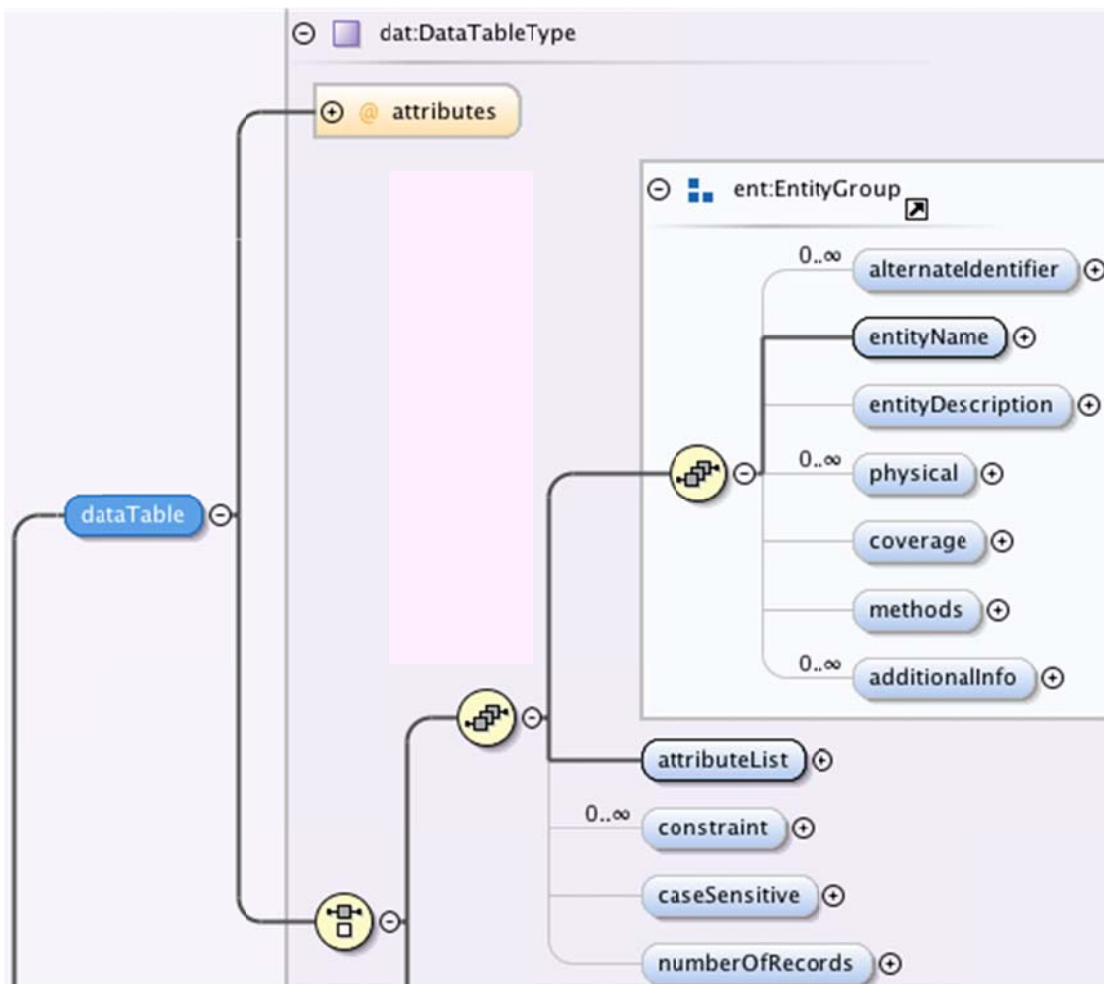 dat:DataTableType
@ attributes
ent:EntityGroup
0..∞
alternateIdentifier
entityName
entityDescription
0..∞
physical
dataTable
coverage
methods
0..∞
additionalInfo
attributeList
0..∞
constraint
caseSensitive
numberOfRecords